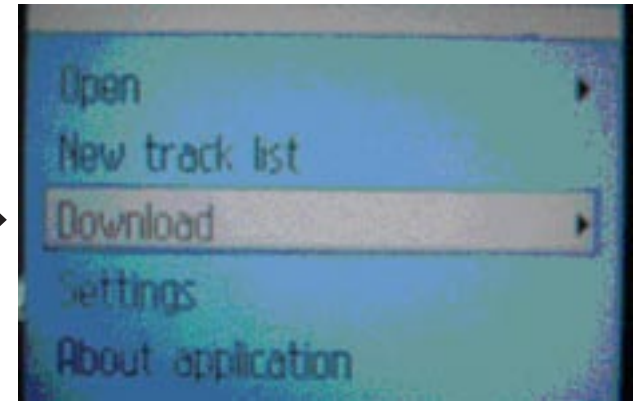 Open
New track list
Download
Settings
About application